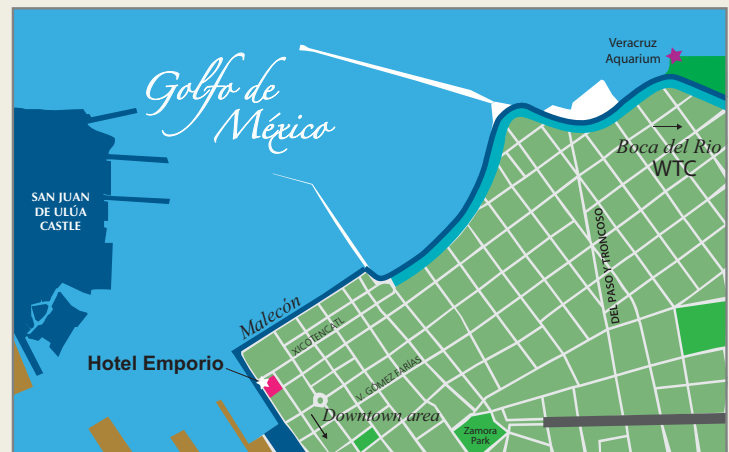 Veracruz
Aquarium
Golfo de
México
Boca del Rio
WTC
SAN JUAN
DE ULÚA
CASTLE
DEL PASO Y TRONCOSO
Malecón
XICOTENCATL
Hotel Emporio
V. GÓMEZ FARÍAS
Downtown area
Zamora
Park